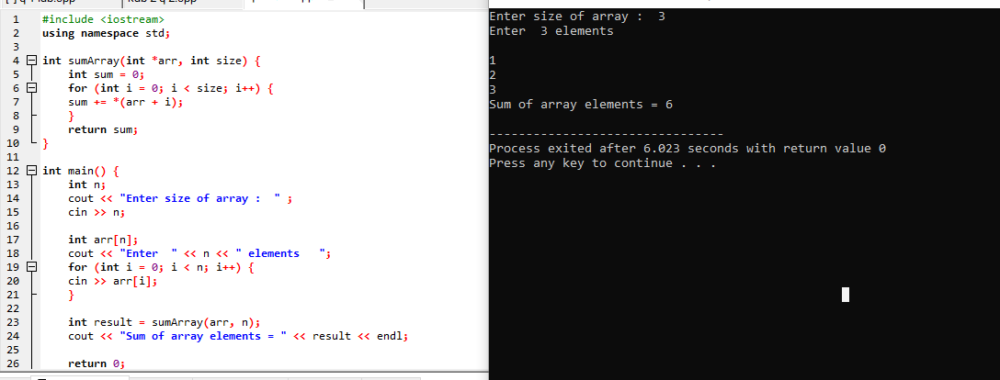 1 #include <iostream>
2 using namespace std;
3
4 int sumArray(int *arr, int size) {
5 int sum = 0;
6 for (int i = 0; i < size; i++) {
7 sum += *(arr + i);
8 }
9 return sum;
10 }
11
12 int main() {
13 int n;
14 cout << "Enter size of array :  " ;
15 cin >> n;
16
17 int arr[n];
18 cout << "Enter  " << n << " elements   ";
19 for (int i = 0; i < n; i++) {
20 cin >> arr[i];
21 }
22
23 int result = sumArray(arr, n);
24 cout << "Sum of array elements = " << result << endl;
25
26 return 0;
Enter size of array :  3
Enter  3 elements
1
2
3
Sum of array elements = 6
--------------------------------
Process exited after 6.023 seconds with return value 0
Press any key to continue . . .